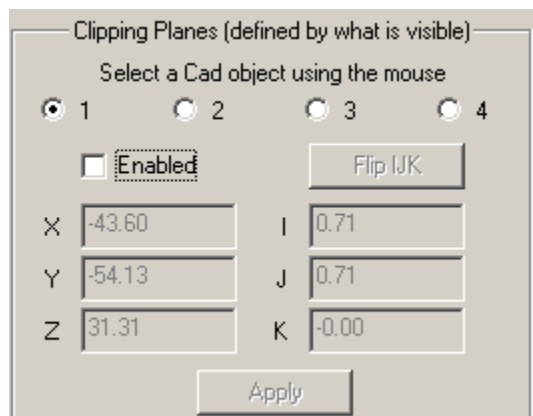 Clipping Planes (defined by what is visible)
Select a Cad object using the mouse
1 2 3 4
Enabled Flip IJK
X -43.60 I 0.71
Y -54.13 J 0.71
Z 31.31 K -0.00
Apply